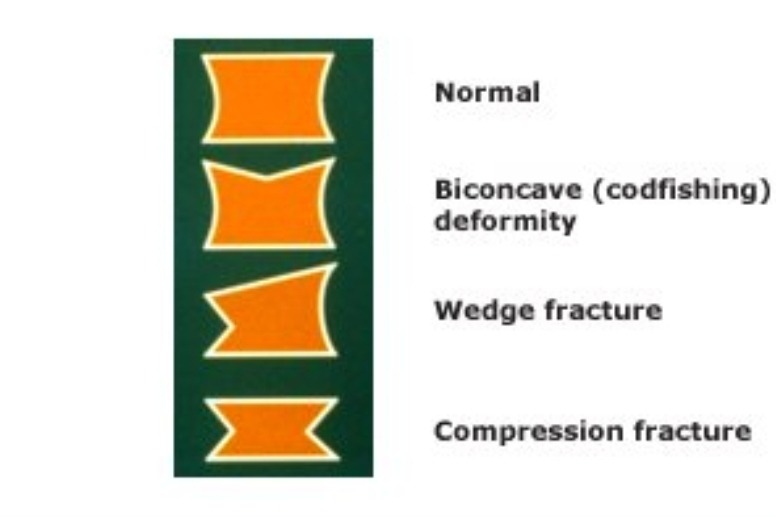 Normal
Biconcave (codfishing)
deformity
Wedge fracture
Compression fracture